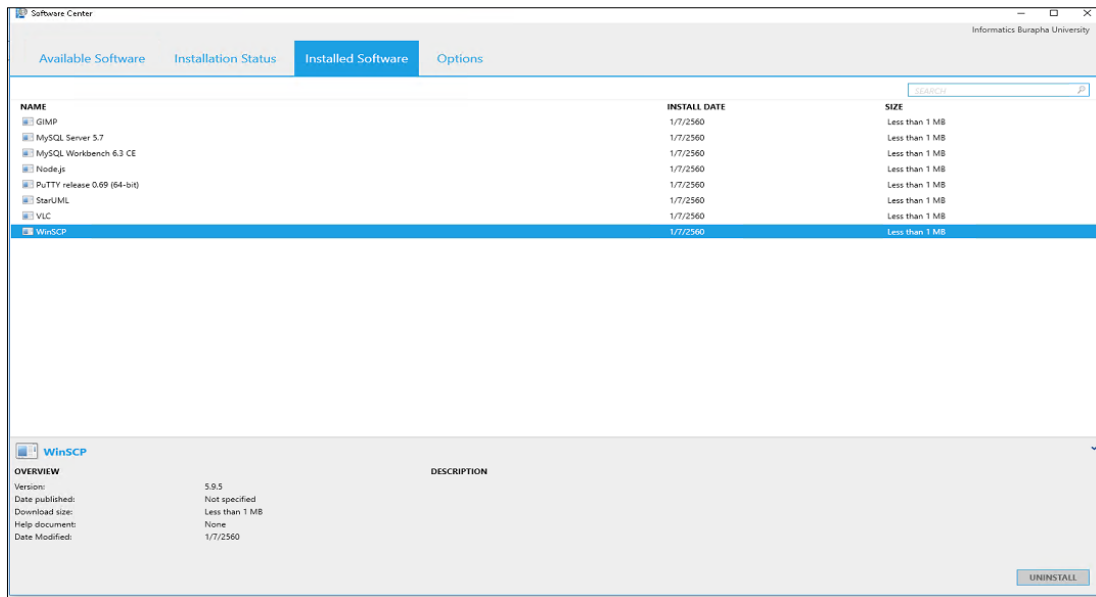 Software Center
Informatics Burapha University
Available Software Installation Status Installed Software Options
SEARCH
NAME INSTALL DATE SIZE
GIMP 1/7/2560 Less than 1 MB
MySQL Server 5.7 1/7/2560 Less than 1 MB
MySQL Workbench 6.3 CE 1/7/2560 Less than 1 MB
Node.js 1/7/2560 Less than 1 MB
PuTTY release 0.69 (64-bit) 1/7/2560 Less than 1 MB
StarUML 1/7/2560 Less than 1 MB
VLC 1/7/2560 Less than 1 MB
WinSCP 1/7/2560 Less than 1 MB
WinSCP
OVERVIEW DESCRIPTION
Version: 5.9.5
Date published: Not specified
Download size: Less than 1 MB
Help document: None
Date Modified: 1/7/2560
UNINSTALL